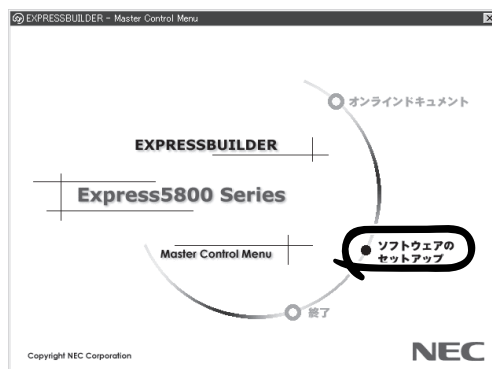 EXPRESSBUILDER - Master Control Menu
オンラインドキュメント
EXPRESSBUILDER
Express5800 Series
ソフトウェアの
セットアップ
Master Control Menu
終了
Copyright NEC Corporation
NEC